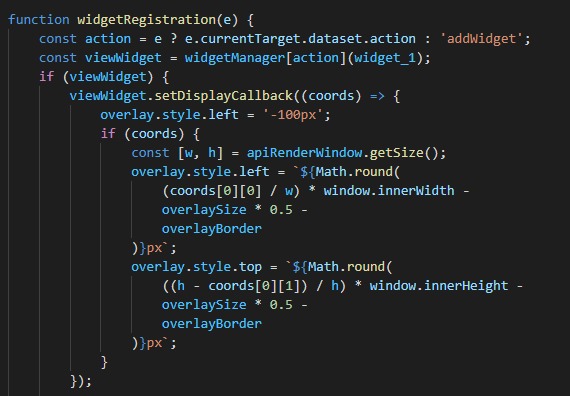 function widgetRegistration(e) {
    const action = e ? e.currentTarget.dataset.action : 'addWidget';
    const viewWidget = widgetManager[action](widget_1);
    if (viewWidget) {
        viewWidget.setDisplayCallback((coords) => {
            overlay.style.left = '-100px';
            if (coords) {
                const [w, h] = apiRenderWindow.getSize();
                overlay.style.left = `${Math.round(
                    (coords[0][0] / w) * window.innerWidth -
                    overlaySize * 0.5 -
                    overlayBorder
                )}px`;
                overlay.style.top = `${Math.round(
                    ((h - coords[0][1]) / h) * window.innerHeight -
                    overlaySize * 0.5 -
                    overlayBorder
                )}px`;
            }
        });